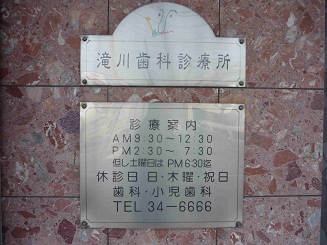 滝川歯科診療所
診療案内
AM9:30～12:30
PM2:30～ 7:30
但し土曜日は PM6:30迄
休診日 日･木曜･祝日
歯科･小児歯科
TEL 34-6666